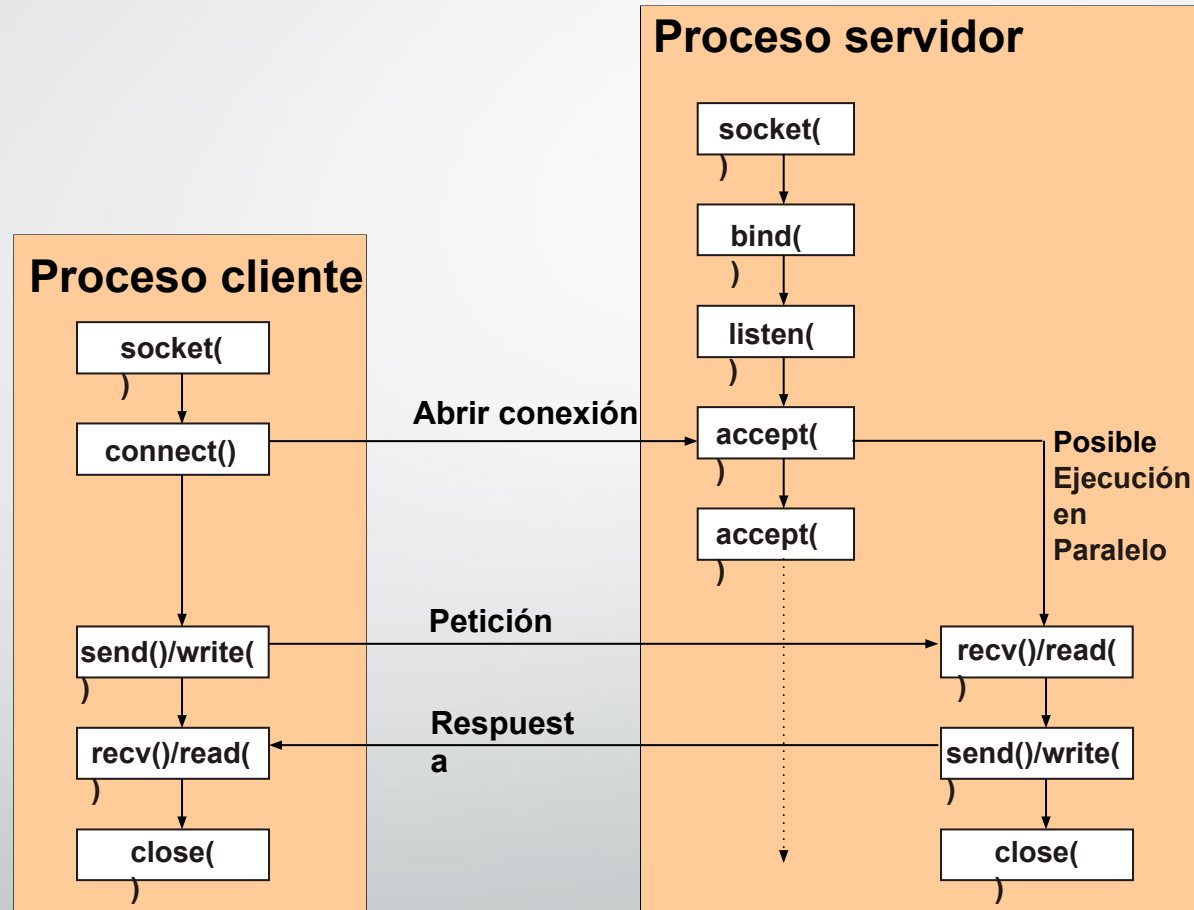 Proceso servidor
socket(
)
bind(
)
listen(
)
accept(
)
accept(
)
Posible
Ejecución
en
Paralelo
recv()/read(
)
send()/write(
)
close(
)
Proceso cliente
socket(
)
connect()
send()/write(
)
recv()/read(
)
close(
)
Abrir conexión
Petición
Respuest
a